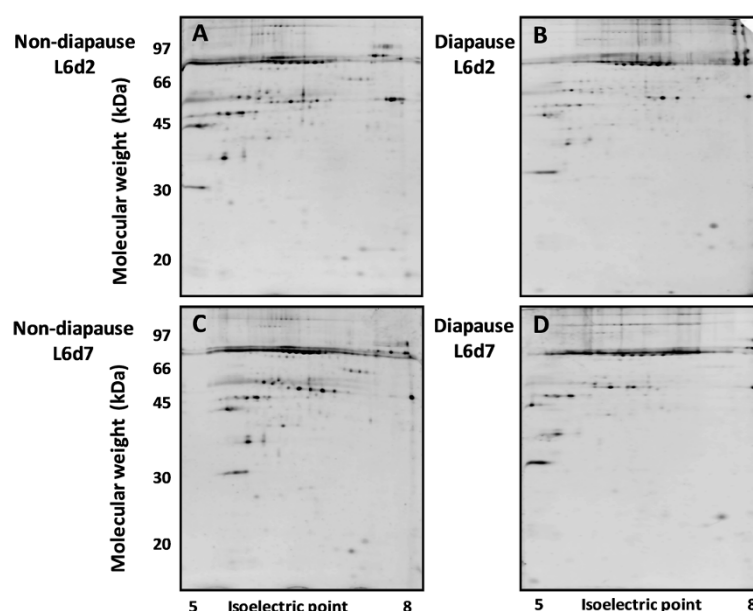 Non-diapause
L6d2
Molecular weight (kDa)
97
66
45
30
20
A
Diapause
L6d2
B
Non-diapause
L6d7
Molecular weight (kDa)
97
66
45
30
20
C
Diapause
L6d7
D
5 Isoelectric point 8
5 Isoelectric point 8